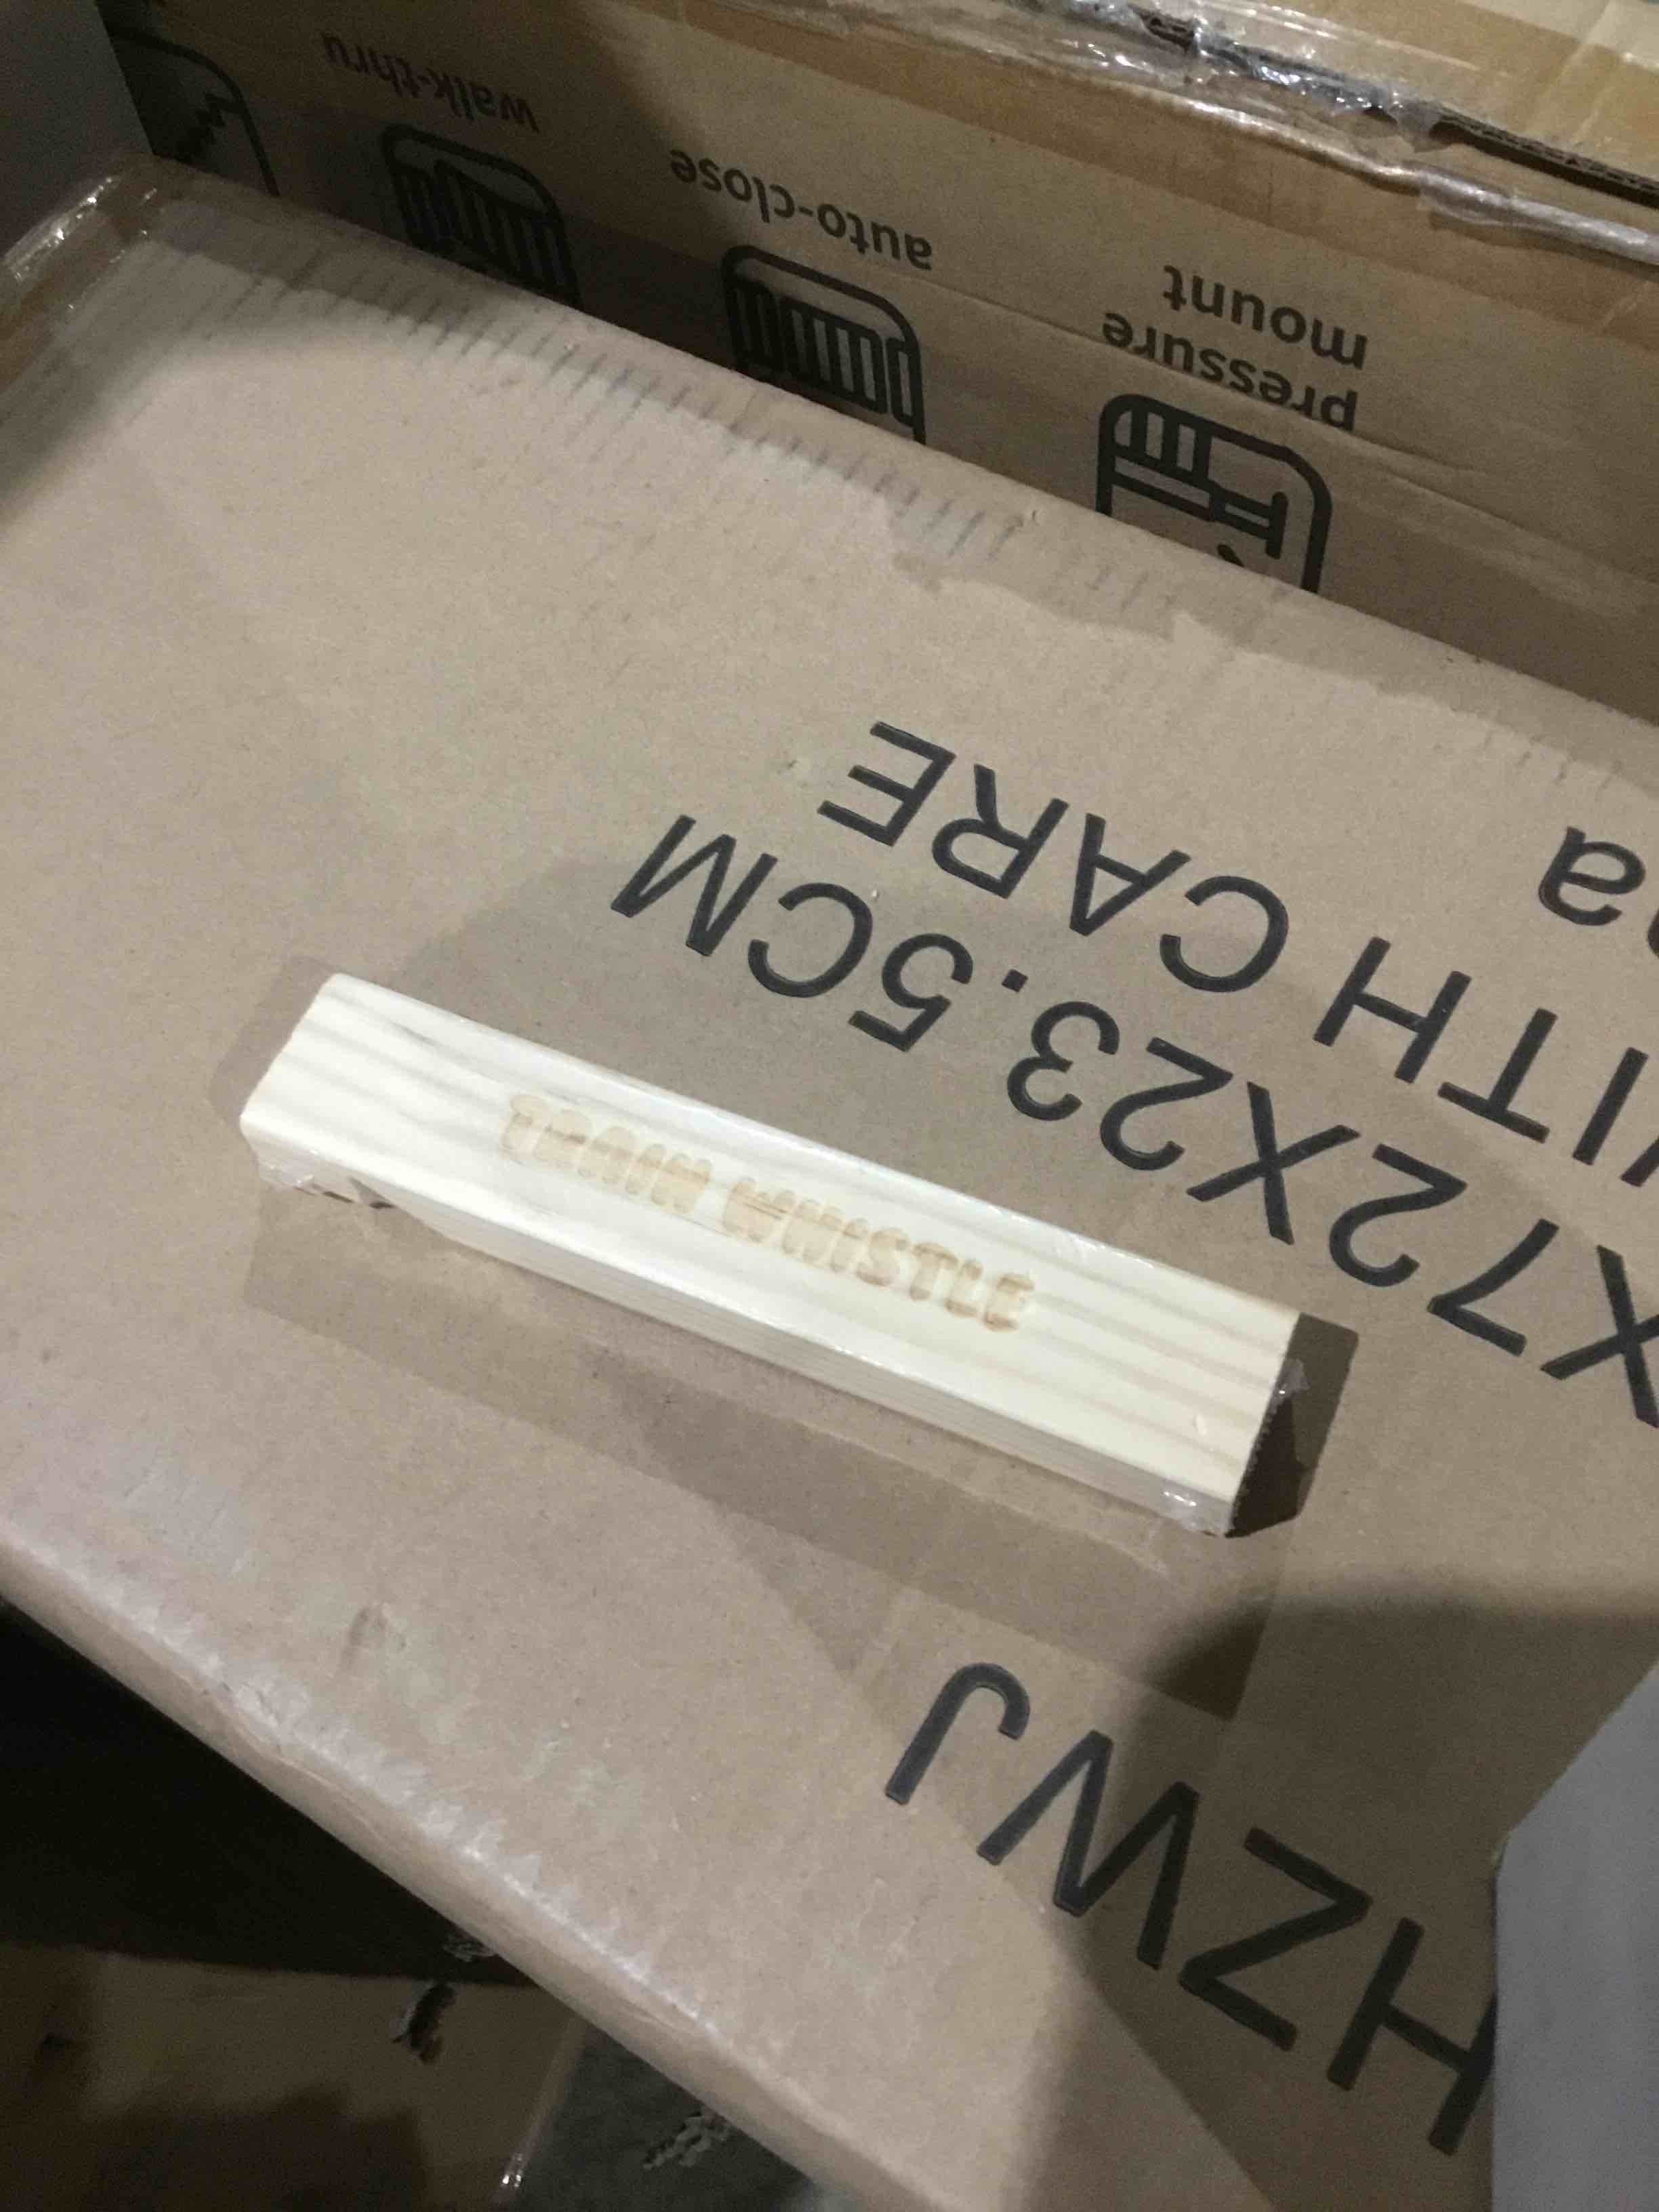 walk-thru
auto-close
pressure
mount
a
ITH CARE
X72X23.5CM
TRAIN WHISTLE
HZWJ